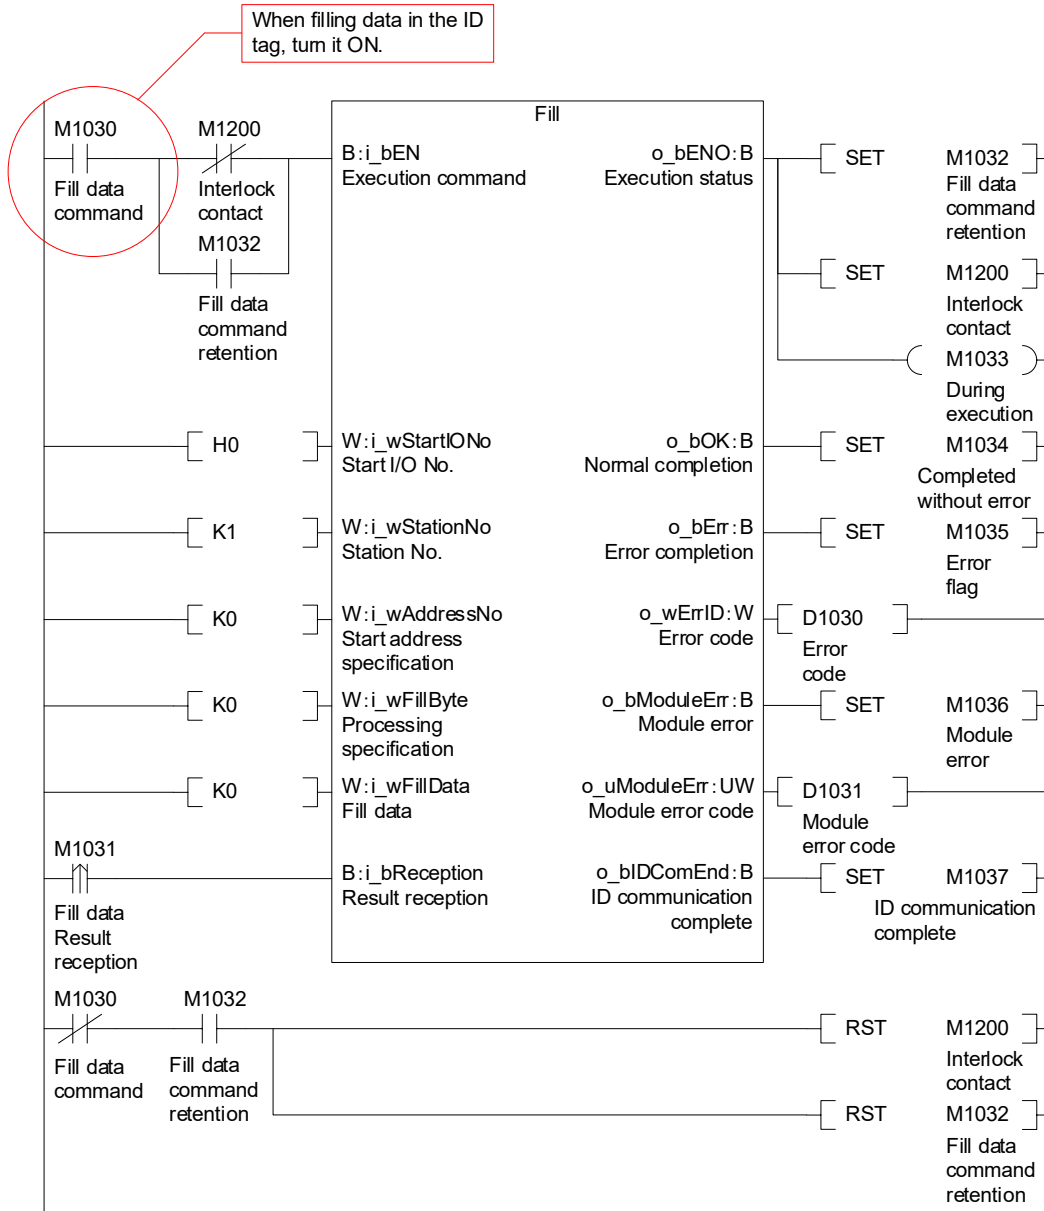 When filling data in the ID
tag, turn it ON.
Fill
M1030
M1200
B:i_bEN
o_bENO:B
SET
M1032
Fill data
command
Interlock
contact
Execution command
Execution status
Fill data
command
retention
M1032
Fill data
command
retention
SET
M1200
Interlock
contact
M1033
During
execution
H0
W:i_wStartIONo
Start I/O No.
o_bOK:B
Normal completion
SET
M1034
Completed
without error
K1
W:i_wStationNo
Station No.
o_bErr:B
Error completion
SET
M1035
Error
flag
K0
W:i_wAddressNo
Start address
specification
o_wErrID:W
Error code
D1030
Error
code
K0
W:i_wFillByte
Processing
specification
o_bModuleErr:B
Module error
SET
M1036
Module
error
K0
W:i_wFillData
Fill data
o_uModuleErr:UW
Module error code
D1031
Module
error code
M1031
Fill data
Result
reception
B:i_bReception
Result reception
o_bIDComEnd:B
ID communication
complete
SET
M1037
ID communication
complete
M1030
Fill data
command
M1032
Fill data
command
retention
RST
M1200
Interlock
contact
RST
M1032
Fill data
command
retention